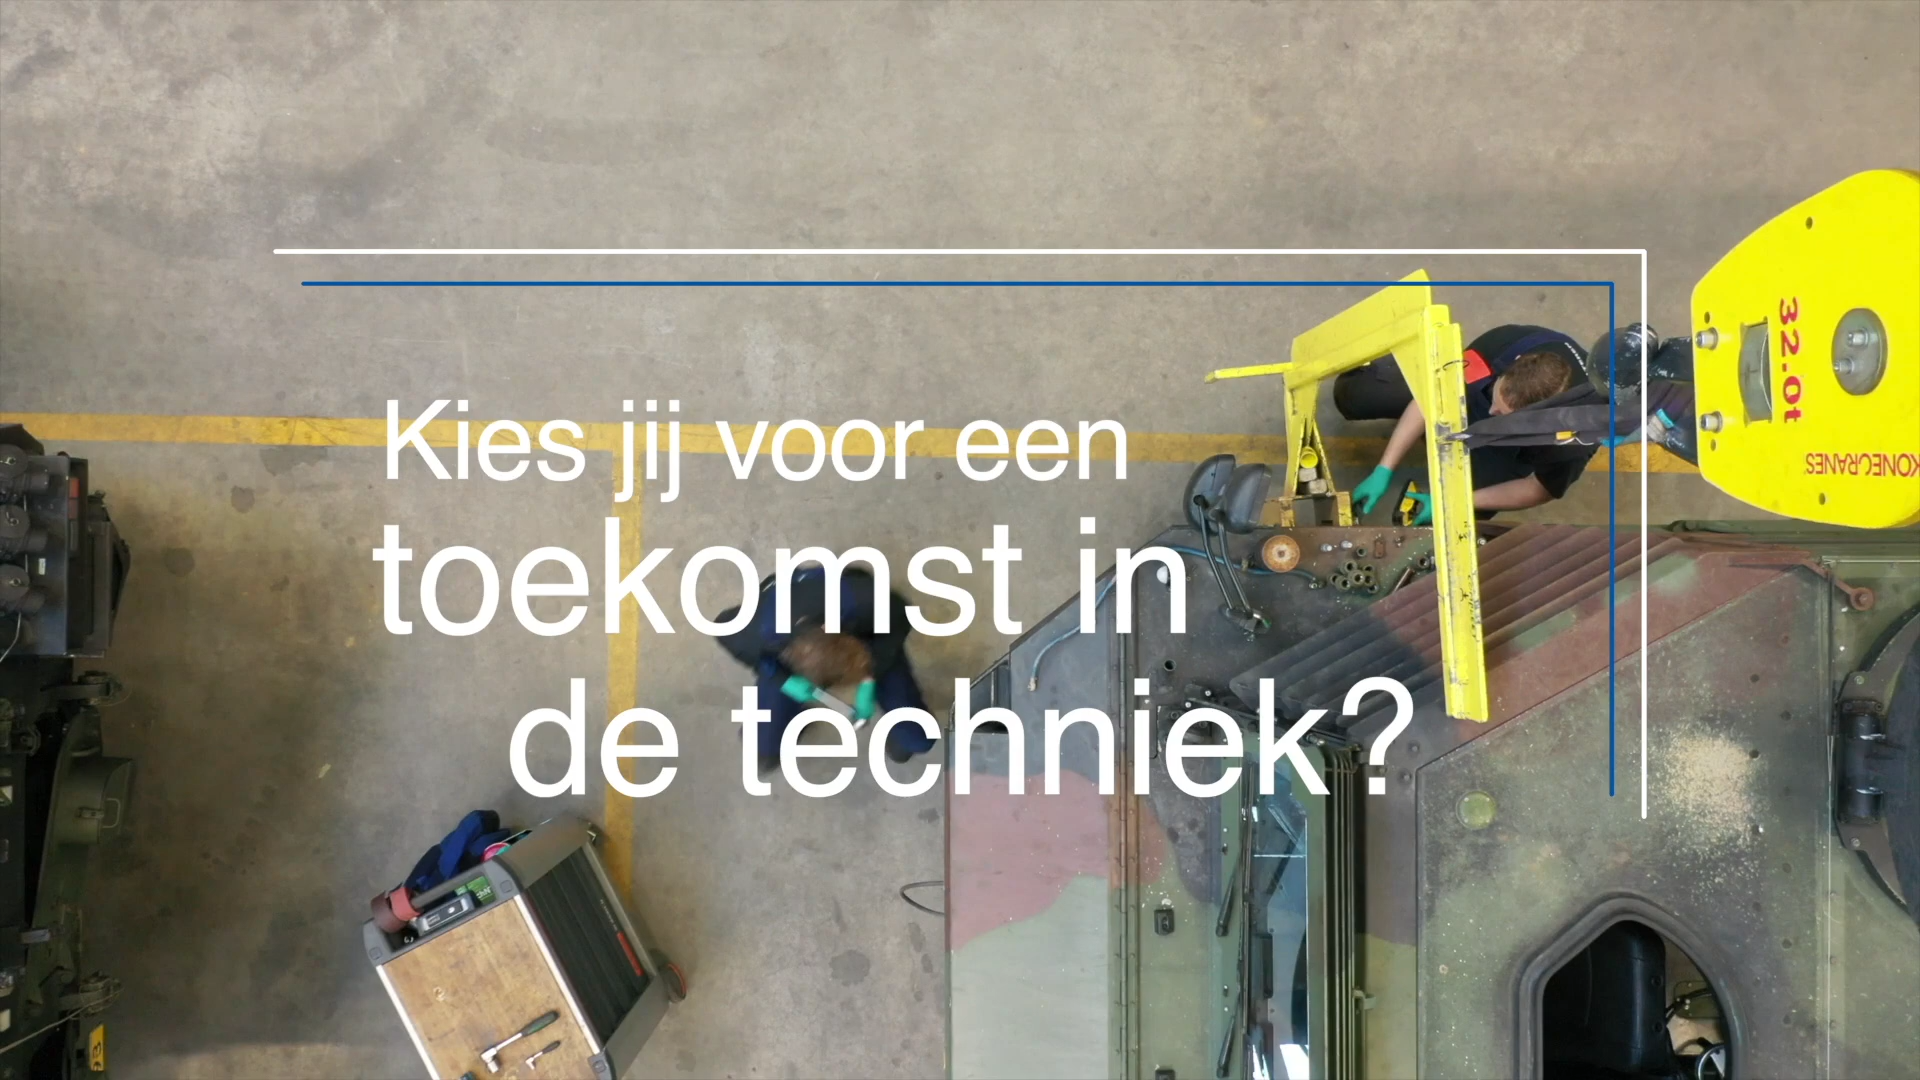 Kies jij voor een
toekomst in
de techniek?
32.0t
KONECRANES